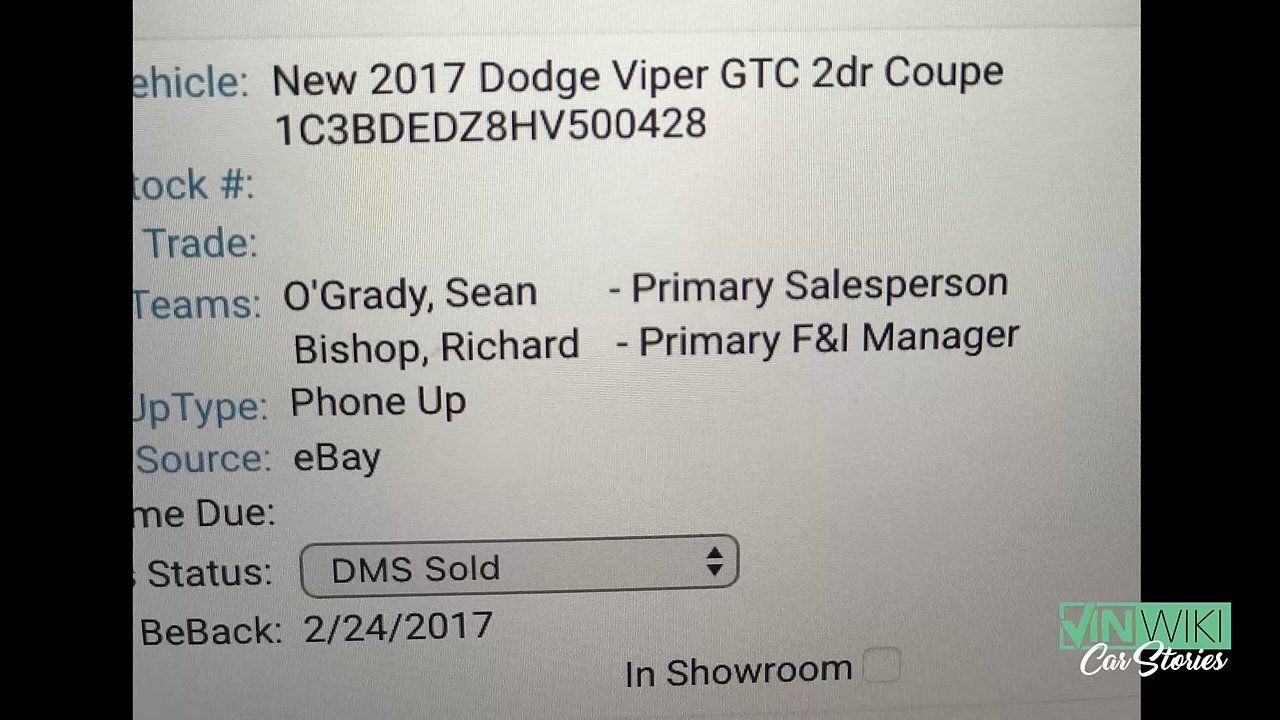 ehicle: New 2017 Dodge Viper GTC 2dr Coupe
1C3BDEDZ8HV500428
tock #:
Trade:
Teams: O'Grady, Sean - Primary Salesperson
Bishop, Richard - Primary F&I Manager
UpType: Phone Up
Source: eBay
me Due:
s Status: DMS Sold
BeBack: 2/24/2017
In Showroom
VINWIKI
Car Stories